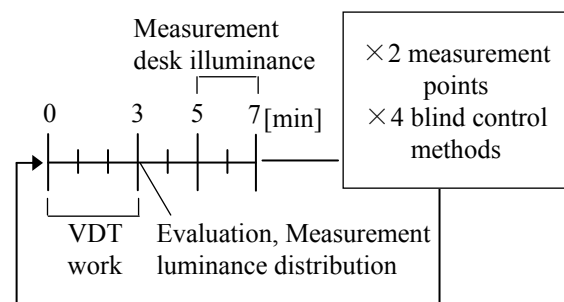 Measurement
desk illuminance
0 3 5 7 [min]
VDT
work
Evaluation, Measurement
luminance distribution
×2 measurement
points
×4 blind control
methods